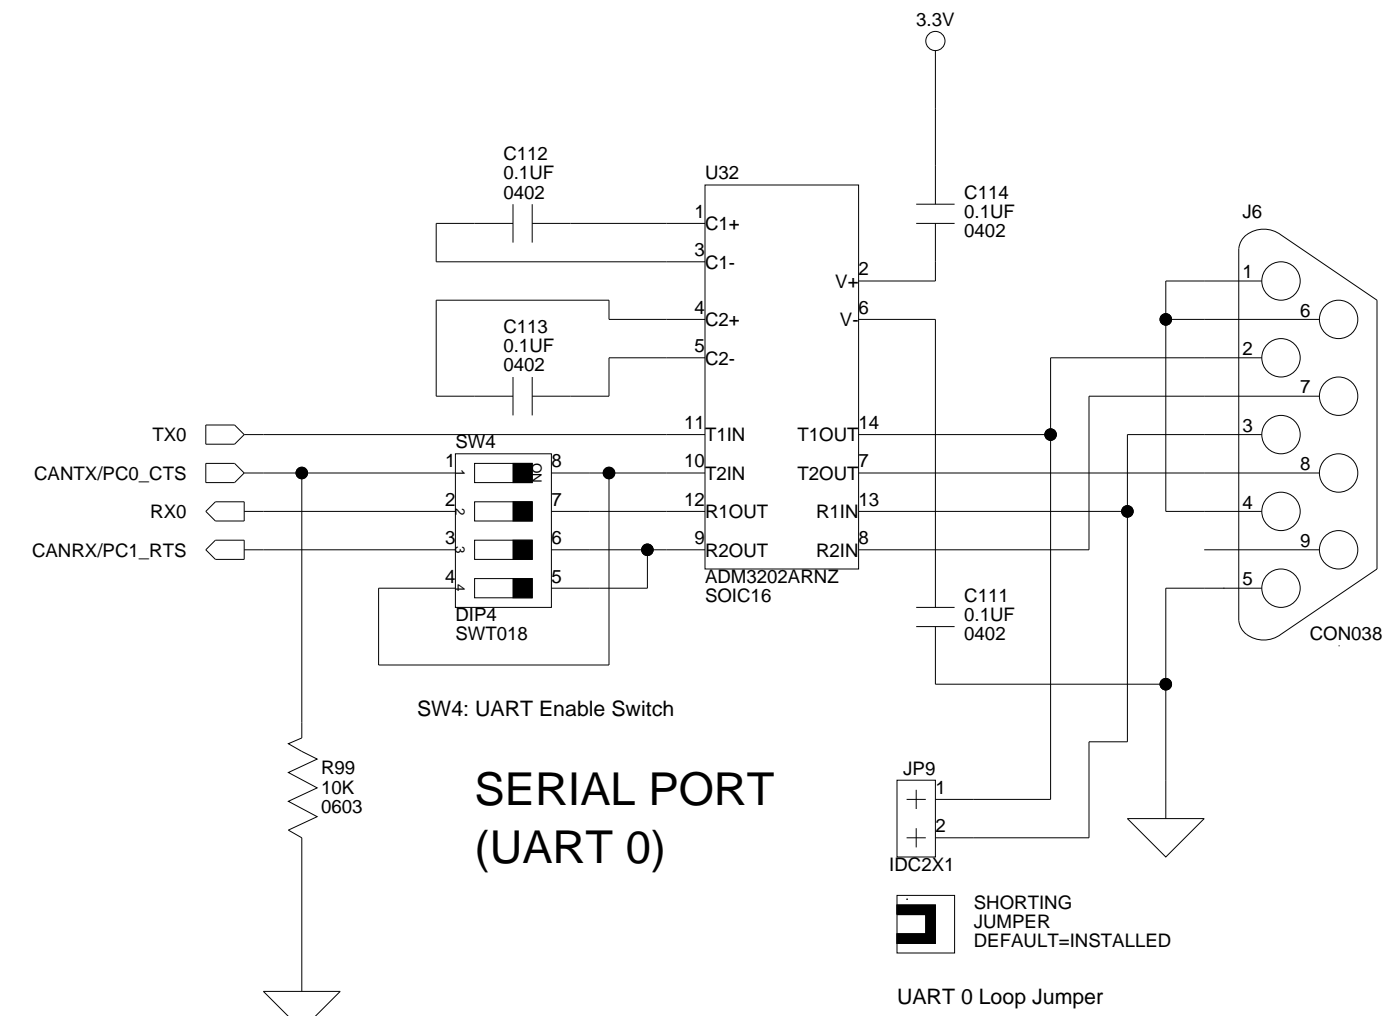 3.3V
C112
0.1UF
0402
U32
C114
0.1UF
0402
J6
1
C1+
3
C1-
V+
2
4
C2+
V-
6
C113
0.1UF
0402
5
C2-
1
6
2
7
3
8
4
9
5
TX0
11
T1IN
T1OUT
14
SW4
CANTX/PC0_CTS
1
1
ON
8
10
T2IN
T2OUT
7
RX0
2
2
7
12
R1OUT
R1IN
13
CANRX/PC1_RTS
3
3
6
9
R2OUT
R2IN
8
4
4
5
ADM3202ARNZ
SOIC16
DIP4
SWT018
C111
0.1UF
0402
CON038
SW4: UART Enable Switch
R99
10K
0603
SERIAL PORT
(UART 0)
JP9
1
2
IDC2X1
SHORTING
JUMPER
DEFAULT=INSTALLED
UART 0 Loop Jumper